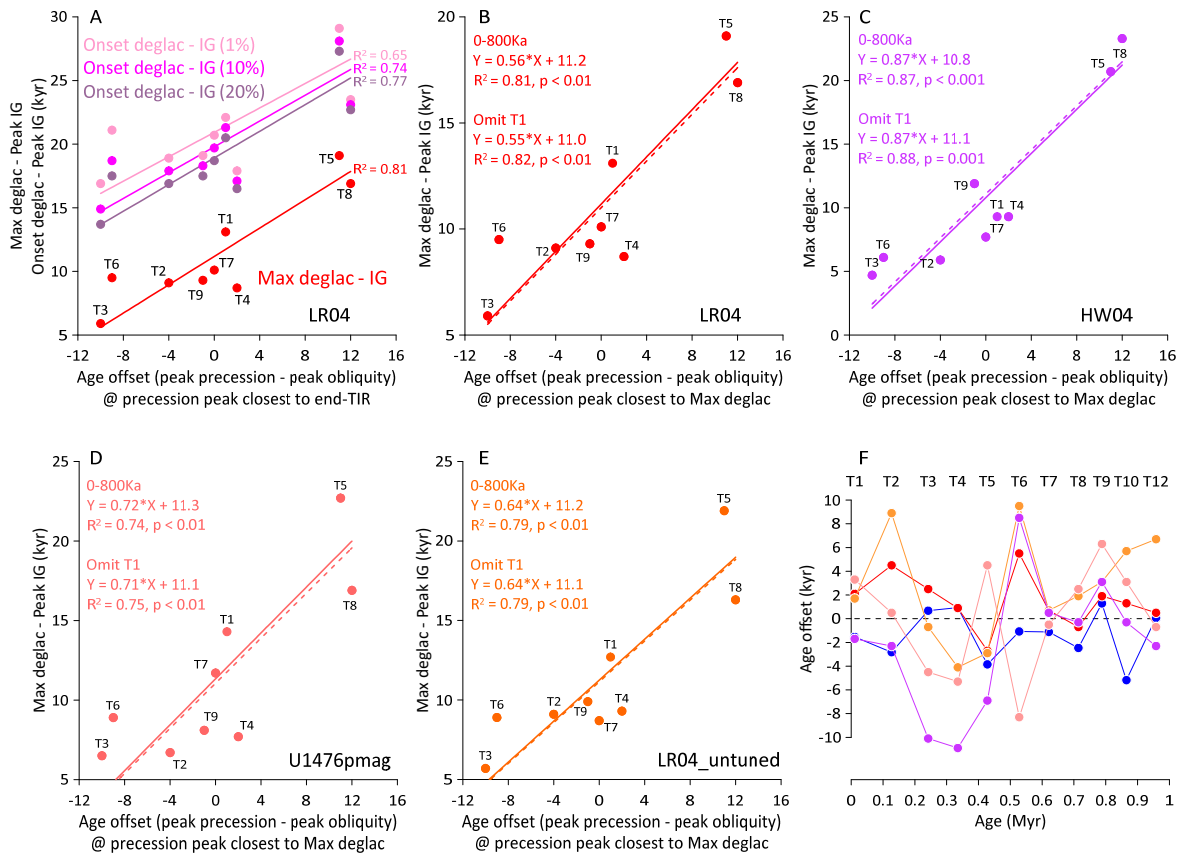 A
Max deglac - Peak IG
Onset deglac - Peak IG (kyr)
30
25
20
15
10
5
Onset deglac - IG (1%)
Onset deglac - IG (10%)
Onset deglac - IG (20%)
R² = 0.65
R² = 0.74
R² = 0.77
R² = 0.81
T5
T8
T1
T6
T7
T2
T9
T4
T3
Max deglac - IG
LR04
-12 -8 -4 0 4 8 12 16
Age offset (peak precession - peak obliquity)
@ precession peak closest to end-TIR
B
Max deglac - Peak IG (kyr)
20
15
10
5
0-800Ka
Y = 0.56*X + 11.2
R² = 0.81, p < 0.01
Omit T1
Y = 0.55*X + 11.0
R² = 0.82, p < 0.01
T5
T8
T1
T6
T7
T2
T9
T4
T3
LR04
-12 -8 -4 0 4 8 12 16
Age offset (peak precession - peak obliquity)
@ precession peak closest to Max deglac
C
Max deglac - Peak IG (kyr)
25
20
15
10
5
0
0-800Ka
Y = 0.87*X + 10.8
R² = 0.87, p < 0.001
Omit T1
Y = 0.87*X + 11.1
R² = 0.88, p = 0.001
T8
T5
T9
T1 T4
T6
T7
T3
T2
HW04
-12 -8 -4 0 4 8 12 16
Age offset (peak precession - peak obliquity)
@ precession peak closest to Max deglac
D
Max deglac - Peak IG (kyr)
25
20
15
10
5
0-800Ka
Y = 0.72*X + 11.3
R² = 0.74, p < 0.01
Omit T1
Y = 0.71*X + 11.1
R² = 0.75, p < 0.01
T5
T8
T1
T7
T6
T9
T4
T3
T2
U1476pmag
-12 -8 -4 0 4 8 12 16
Age offset (peak precession - peak obliquity)
@ precession peak closest to Max deglac
E
Max deglac - Peak IG (kyr)
25
20
15
10
5
0-800Ka
Y = 0.64*X + 11.2
R² = 0.79, p < 0.01
Omit T1
Y = 0.64*X + 11.1
R² = 0.79, p < 0.01
T5
T8
T1
T6
T2
T4
T9
T7
T3
LR04_untuned
-12 -8 -4 0 4 8 12 16
Age offset (peak precession - peak obliquity)
@ precession peak closest to Max deglac
F
T1 T2 T3 T4 T5 T6 T7 T8 T9 T10 T12
Age offset (kyr)
10
8
6
4
2
0
-2
-4
-6
-8
-10
0 0.1 0.2 0.3 0.4 0.5 0.6 0.7 0.8 0.9 1
Age (Myr)